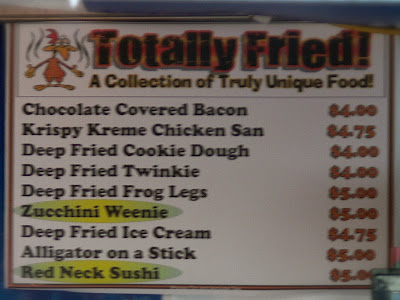 Totally Fried!
A Collection of Truly Unique Food!
Chocolate Covered Bacon $4.00
Krispy Kreme Chicken San $4.75
Deep Fried Cookie Dough $4.00
Deep Fried Twinkie $4.00
Deep Fried Frog Legs $5.00
Zucchini Weenie $5.00
Deep Fried Ice Cream $4.75
Alligator on a Stick $5.00
Red Neck Sushi $5.00